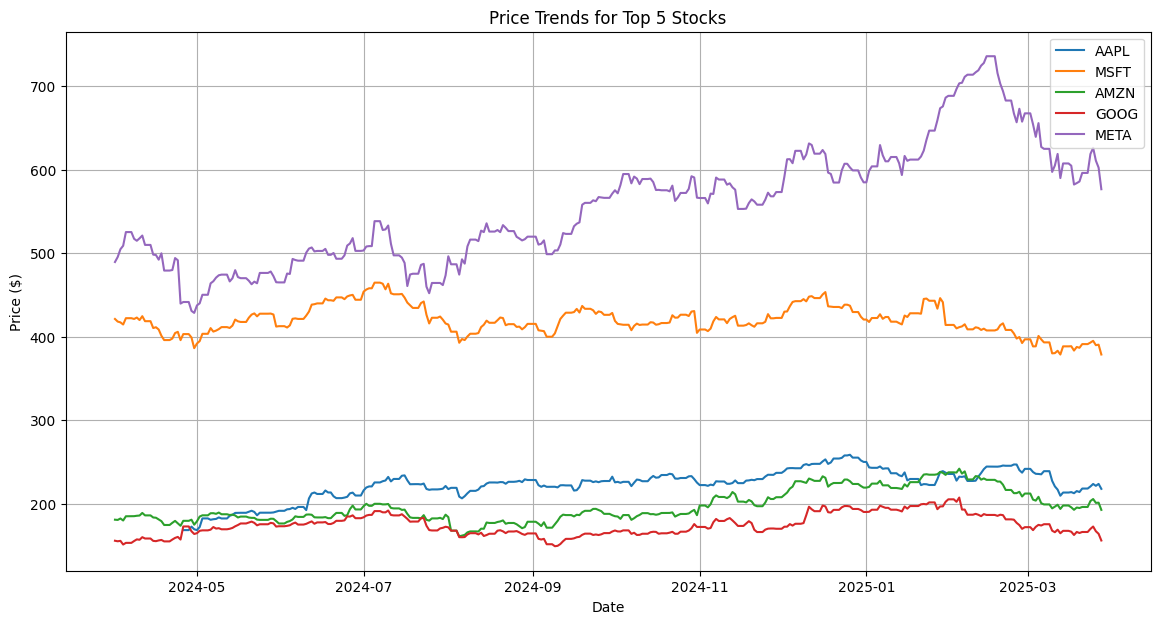 Price Trends for Top 5 Stocks
AAPL
MSFT
AMZN
GOOG
META
Price ($)
700
600
500
400
300
200
2024-05
2024-07
2024-09
2024-11
2025-01
2025-03
Date